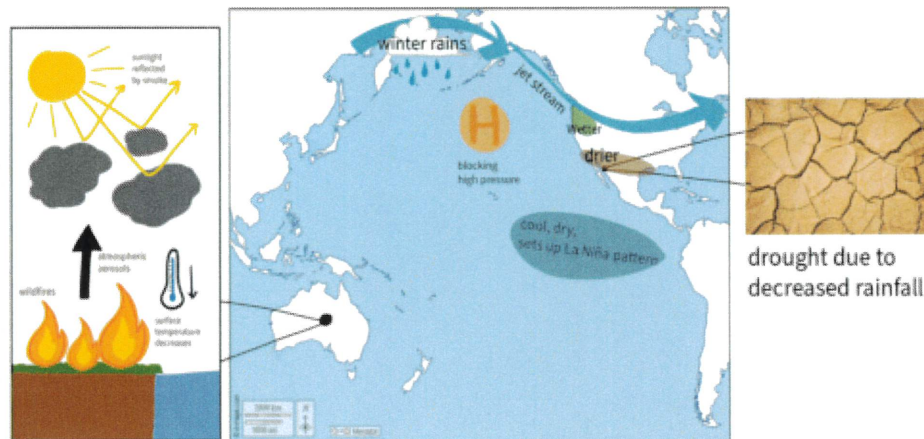 sunlight
reflected
by smoke
atmospheric
aerosols
wildfires
surface
temperature
decreases
winter rains
jet stream
H
blocking
high pressure
Wetter
drier
cool, dry,
sets up La Niña pattern
drought due to
decreased rainfall